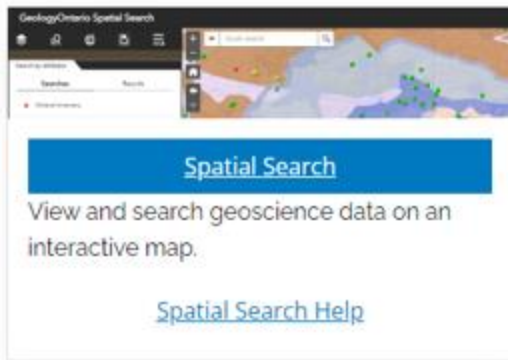 GeologyOntario Spatial Search
Searches Results
Spatial Search
View and search geoscience data on an
interactive map.
Spatial Search Help